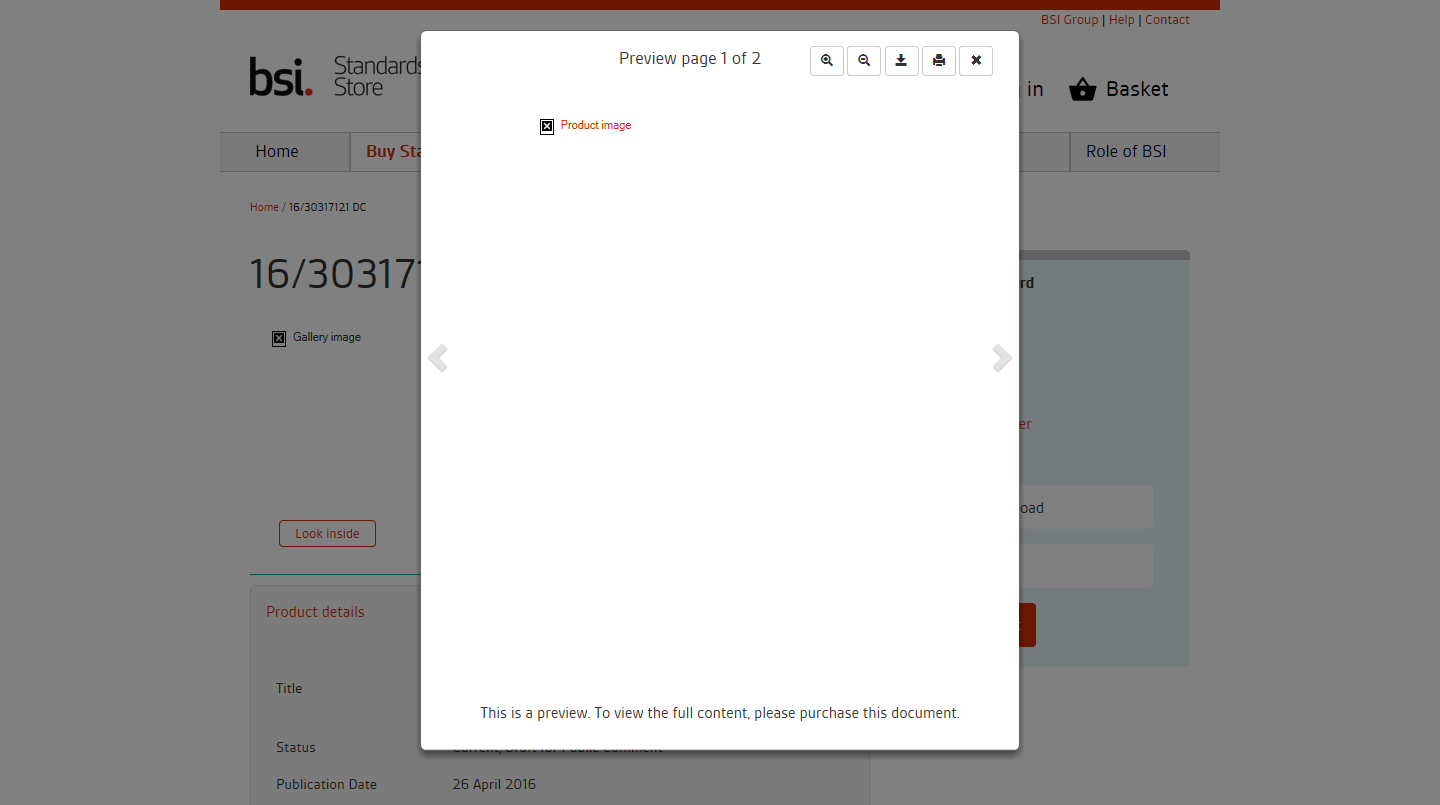 BSI Group | Help | Contact
bsi. Standards
Store
in
Basket
Home
Buy Sta
Role of BSI
Home / 16/30317121 DC
16/303171
rd
Gallery image
Look inside
Product details
Title
Status
Publication Date
26 April 2016
er
oad
Preview page 1 of 2
Product image
This is a preview. To view the full content, please purchase this document.